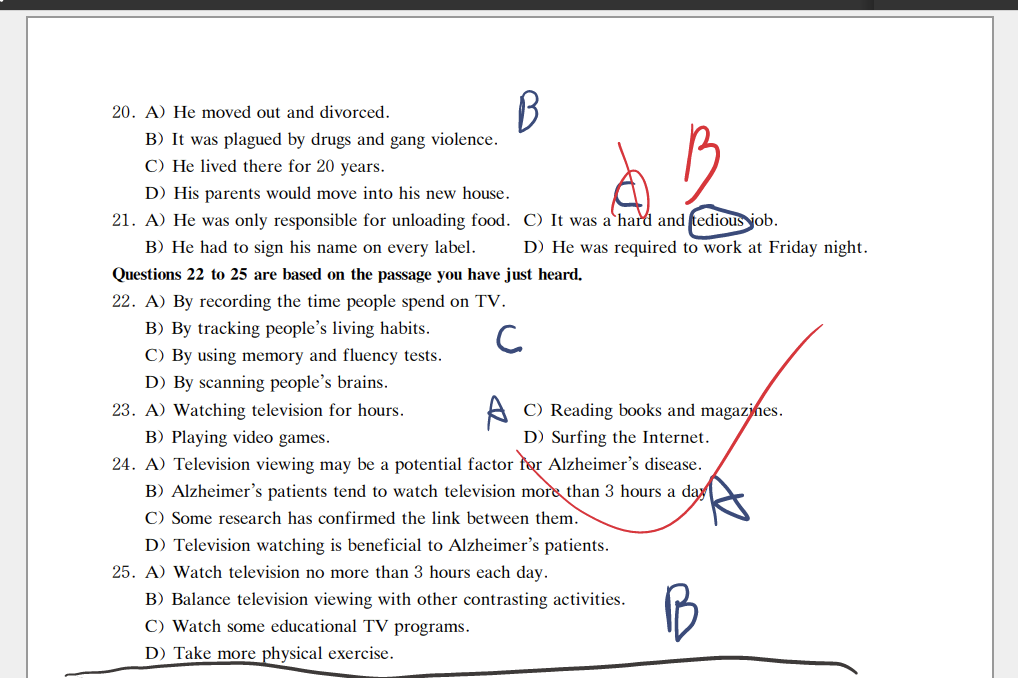 20. A) He moved out and divorced. B
B) It was plagued by drugs and gang violence.
C) He lived there for 20 years.
D) His parents would move into his new house. C B
21. A) He was only responsible for unloading food. C) It was a hard and tedious job.
B) He had to sign his name on every label. D) He was required to work at Friday night.
Questions 22 to 25 are based on the passage you have just heard.
22. A) By recording the time people spend on TV.
B) By tracking people's living habits. C
C) By using memory and fluency tests.
D) By scanning people's brains.
23. A) Watching television for hours. A C) Reading books and magazines.
B) Playing video games. D) Surfing the Internet.
24. A) Television viewing may be a potential factor for Alzheimer's disease.
B) Alzheimer's patients tend to watch television more than 3 hours a day. A
C) Some research has confirmed the link between them.
D) Television watching is beneficial to Alzheimer's patients.
25. A) Watch television no more than 3 hours each day.
B) Balance television viewing with other contrasting activities. B
C) Watch some educational TV programs.
D) Take more physical exercise.